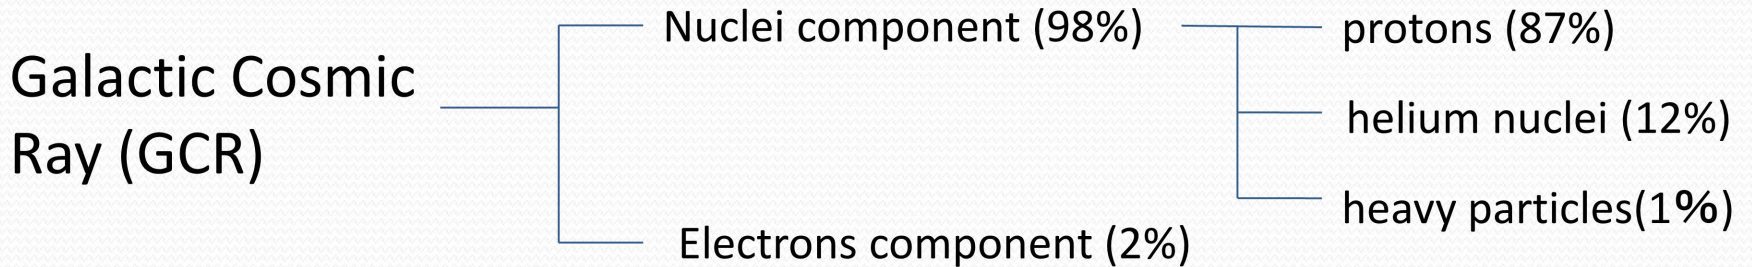 Galactic Cosmic
Ray (GCR)
Nuclei component (98%)
protons (87%)
helium nuclei (12%)
heavy particles(1%)
Electrons component (2%)